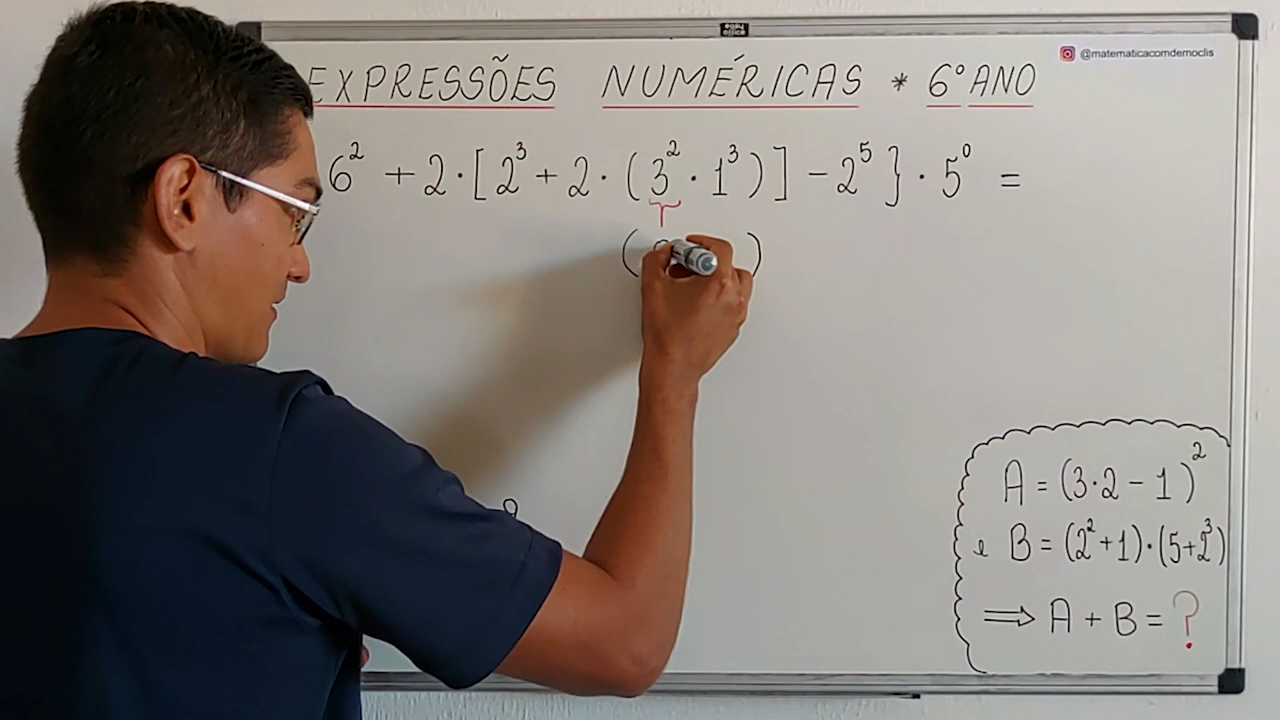 @matematicacomdemoclis
EXPRESSÕES NUMÉRICAS * 6º ANO
6² + 2 · [2³ + 2 · (3² · 1³)] - 2⁵} · 5⁰ =
( )
A = (3·2 - 1)²
e B = (2² + 1)·(5+2³)
⟹ A + B = ?